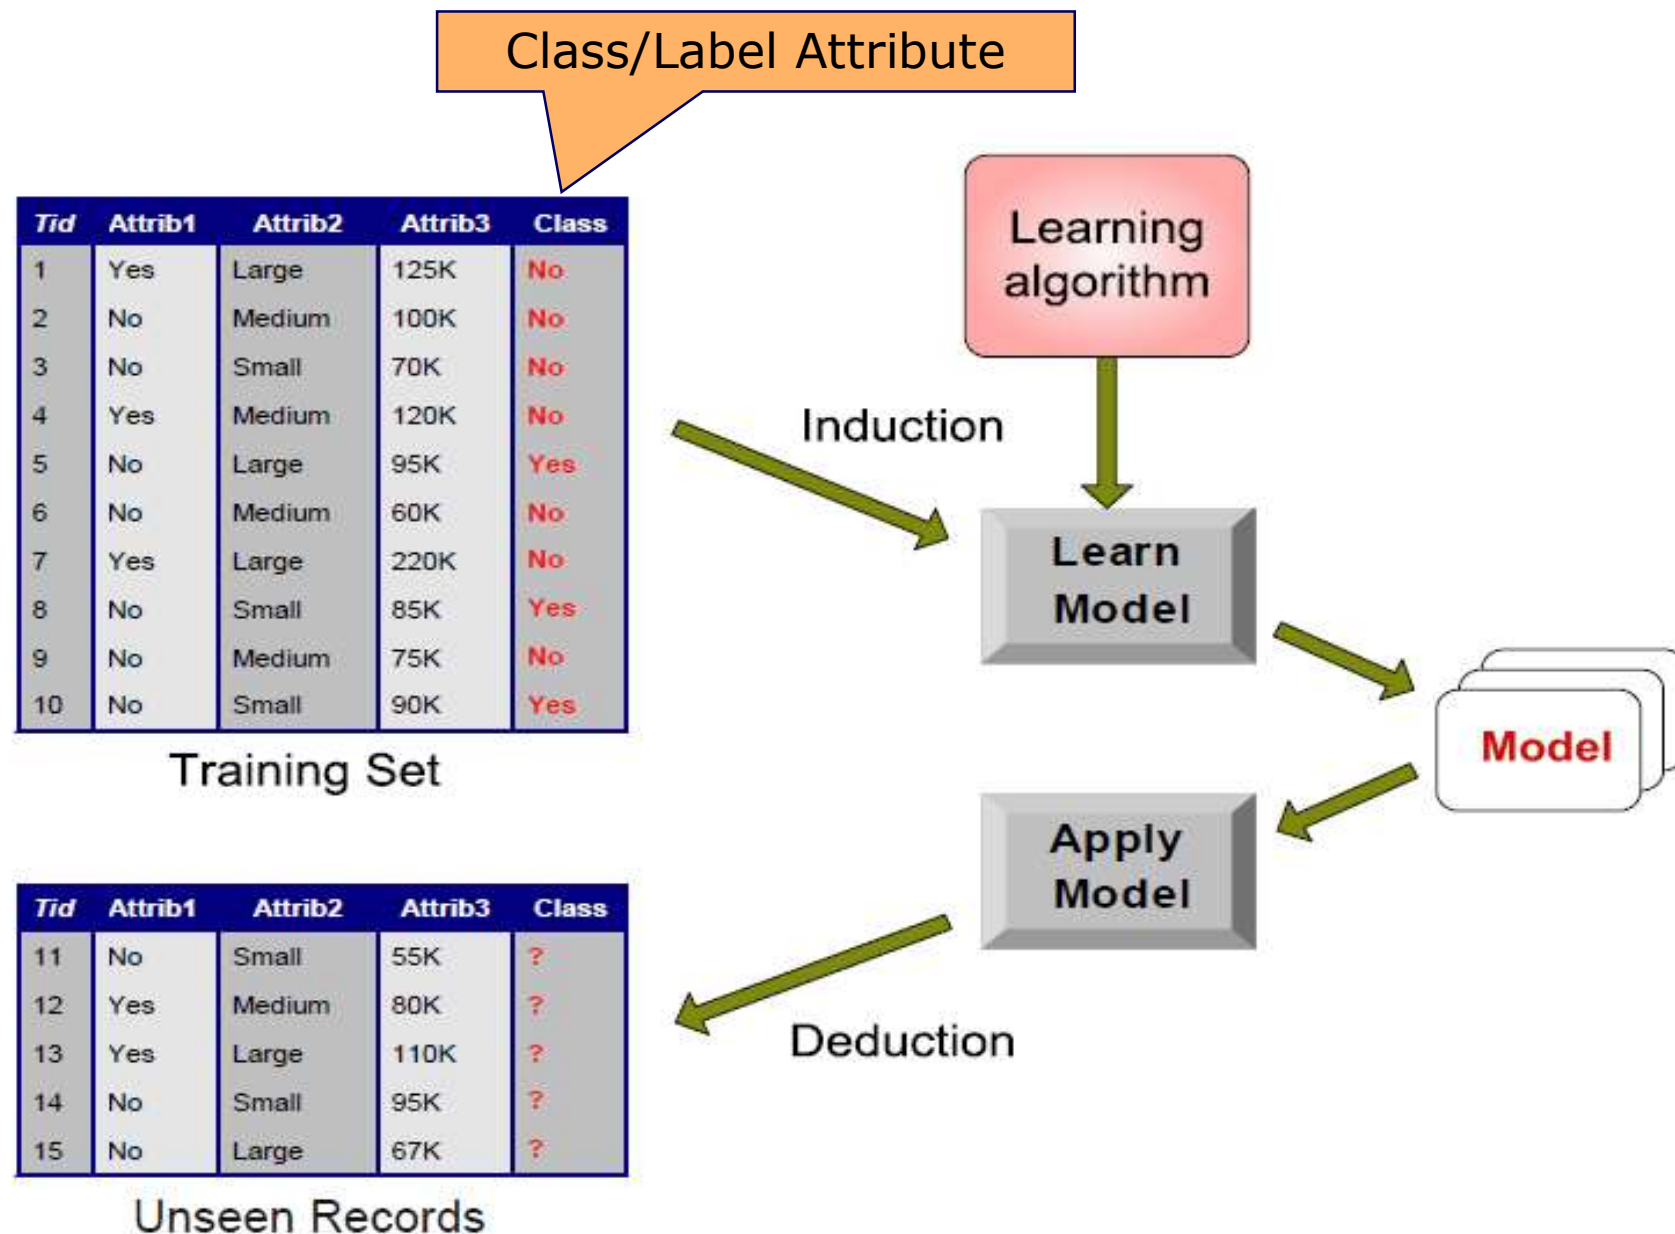 Class/Label Attribute
Tid Attrib1 Attrib2 Attrib3 Class
1 Yes Large 125K No
2 No Medium 100K No
3 No Small 70K No
4 Yes Medium 120K No
5 No Large 95K Yes
6 No Medium 60K No
7 Yes Large 220K No
8 No Small 85K Yes
9 No Medium 75K No
10 No Small 90K Yes
Training Set
Learning
algorithm
Induction
Learn
Model
Model
Apply
Model
Deduction
Tid Attrib1 Attrib2 Attrib3 Class
11 No Small 55K ?
12 Yes Medium 80K ?
13 Yes Large 110K ?
14 No Small 95K ?
15 No Large 67K ?
Unseen Records